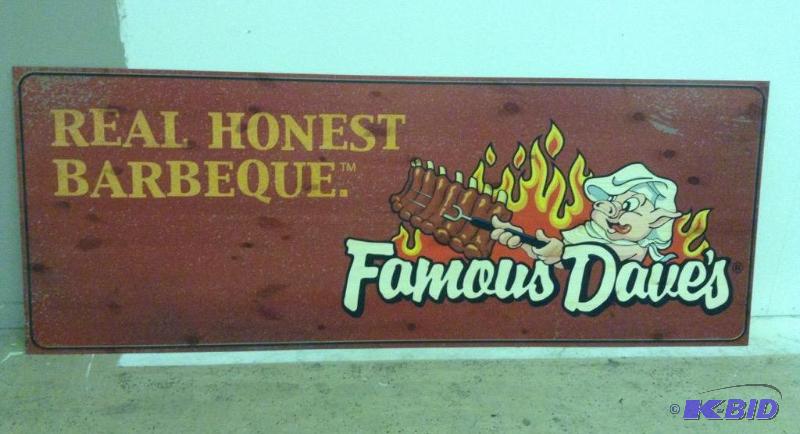 REAL HONEST
BARBEQUE.™
Famous Dave's®
© K-BID